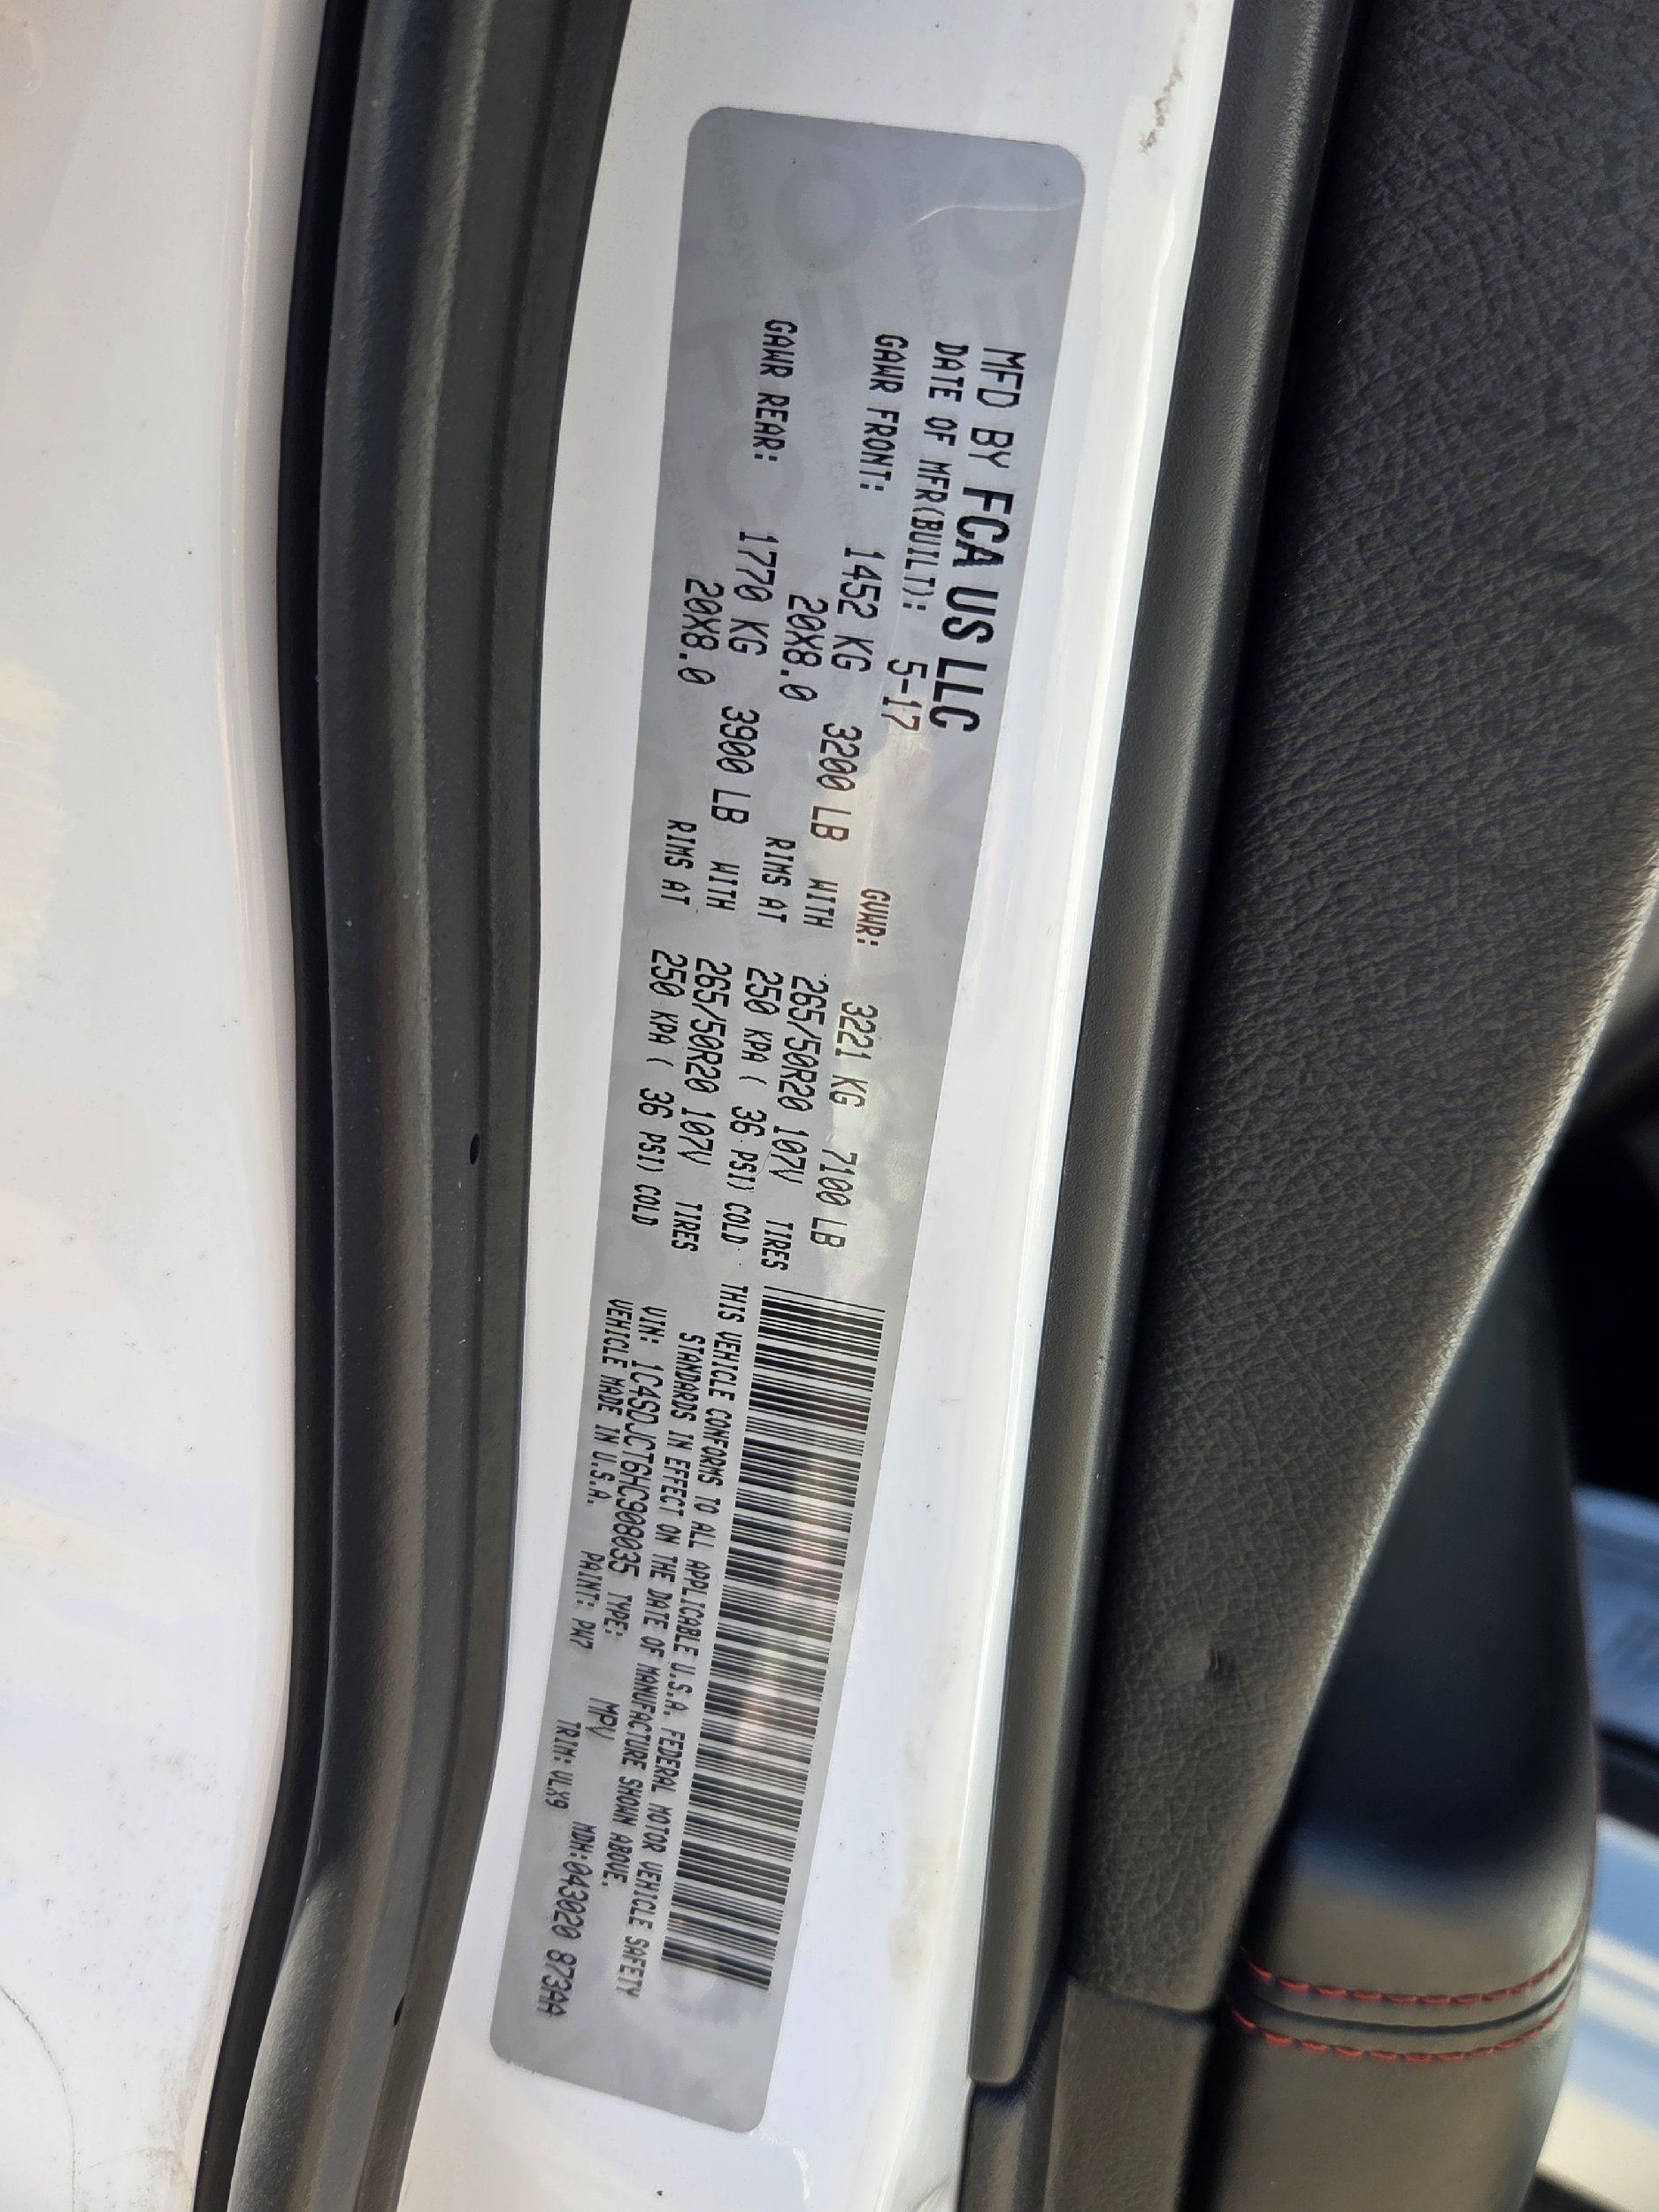 MFD BY FCA US LLC
DATE OF MFR(BUILT): 5-17 GVWR: 3221 KG 7100 LB
GAWR FRONT: 1452 KG 3200 LB WITH 265/50R20 107V TIRES
20X8.0 RIMS AT 250 KPA ( 36 PSI) COLD
GAWR REAR: 1770 KG 3900 LB WITH 265/50R20 107V TIRES
20X8.0 RIMS AT 250 KPA ( 36 PSI) COLD
THIS VEHICLE CONFORMS TO ALL APPLICABLE U.S.A. FEDERAL MOTOR VEHICLE SAFETY
STANDARDS IN EFFECT ON THE DATE OF MANUFACTURE SHOWN ABOVE.
VIN: 1C4SDJCT6HC908035 TYPE: MPV MDH:043020 873AA
VEHICLE MADE IN U.S.A. PAINT: PW7 TRIM: VLX9